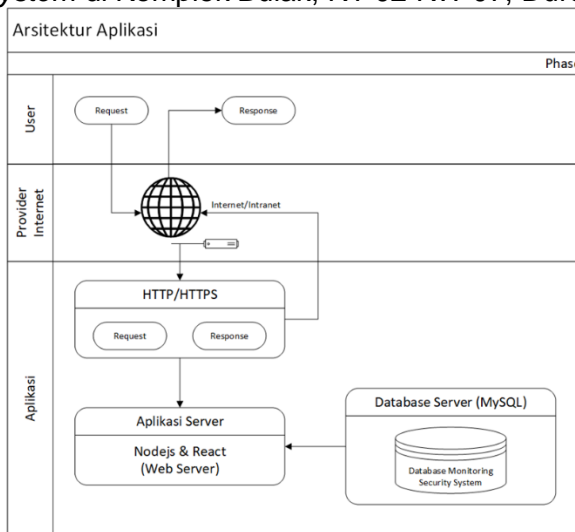 Arsitektur Aplikasi
Phase
User
Request
Response
Provider
Internet
Internet/Intranet
HTTP/HTTPS
Request
Response
Aplikasi
Aplikasi Server
Nodejs & React
(Web Server)
Database Server (MySQL)
Database Monitoring
Security System